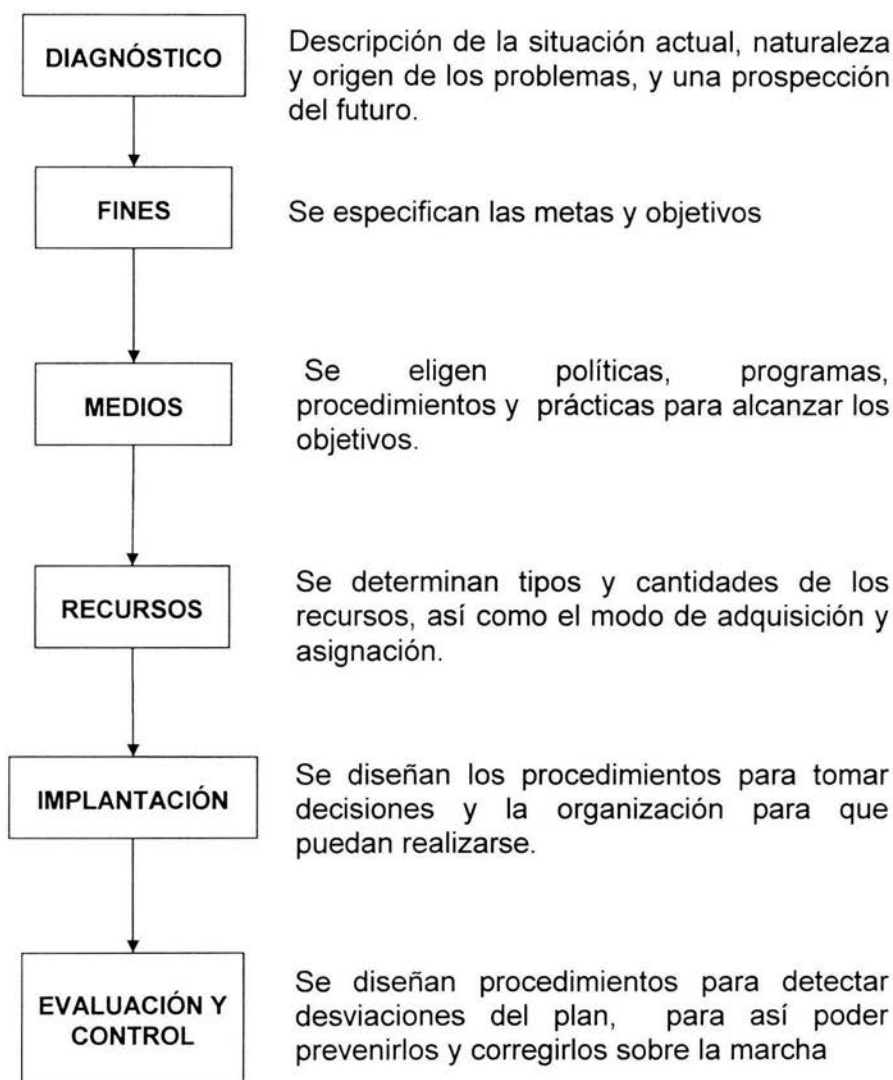 DIAGNÓSTICO
Descripción de la situación actual, naturaleza
y origen de los problemas, y una prospección
del futuro.
FINES
Se especifican las metas y objetivos
MEDIOS
Se eligen políticas, programas,
procedimientos y prácticas para alcanzar los
objetivos.
RECURSOS
Se determinan tipos y cantidades de los
recursos, así como el modo de adquisición y
asignación.
IMPLANTACIÓN
Se diseñan los procedimientos para tomar
decisiones y la organización para que
puedan realizarse.
EVALUACIÓN Y
CONTROL
Se diseñan procedimientos para detectar
desviaciones del plan, para así poder
prevenirlos y corregirlos sobre la marcha